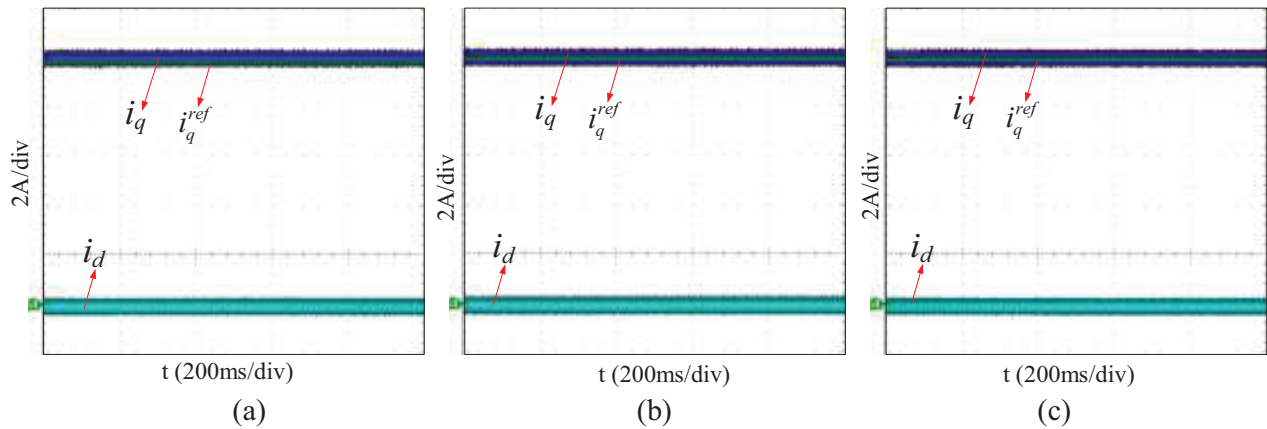 i_q i_q^ref
2A/div
i_d
t (200ms/div)
(a)
i_q i_q^ref
2A/div
i_d
t (200ms/div)
(b)
i_q i_q^ref
2A/div
i_d
t (200ms/div)
(c)